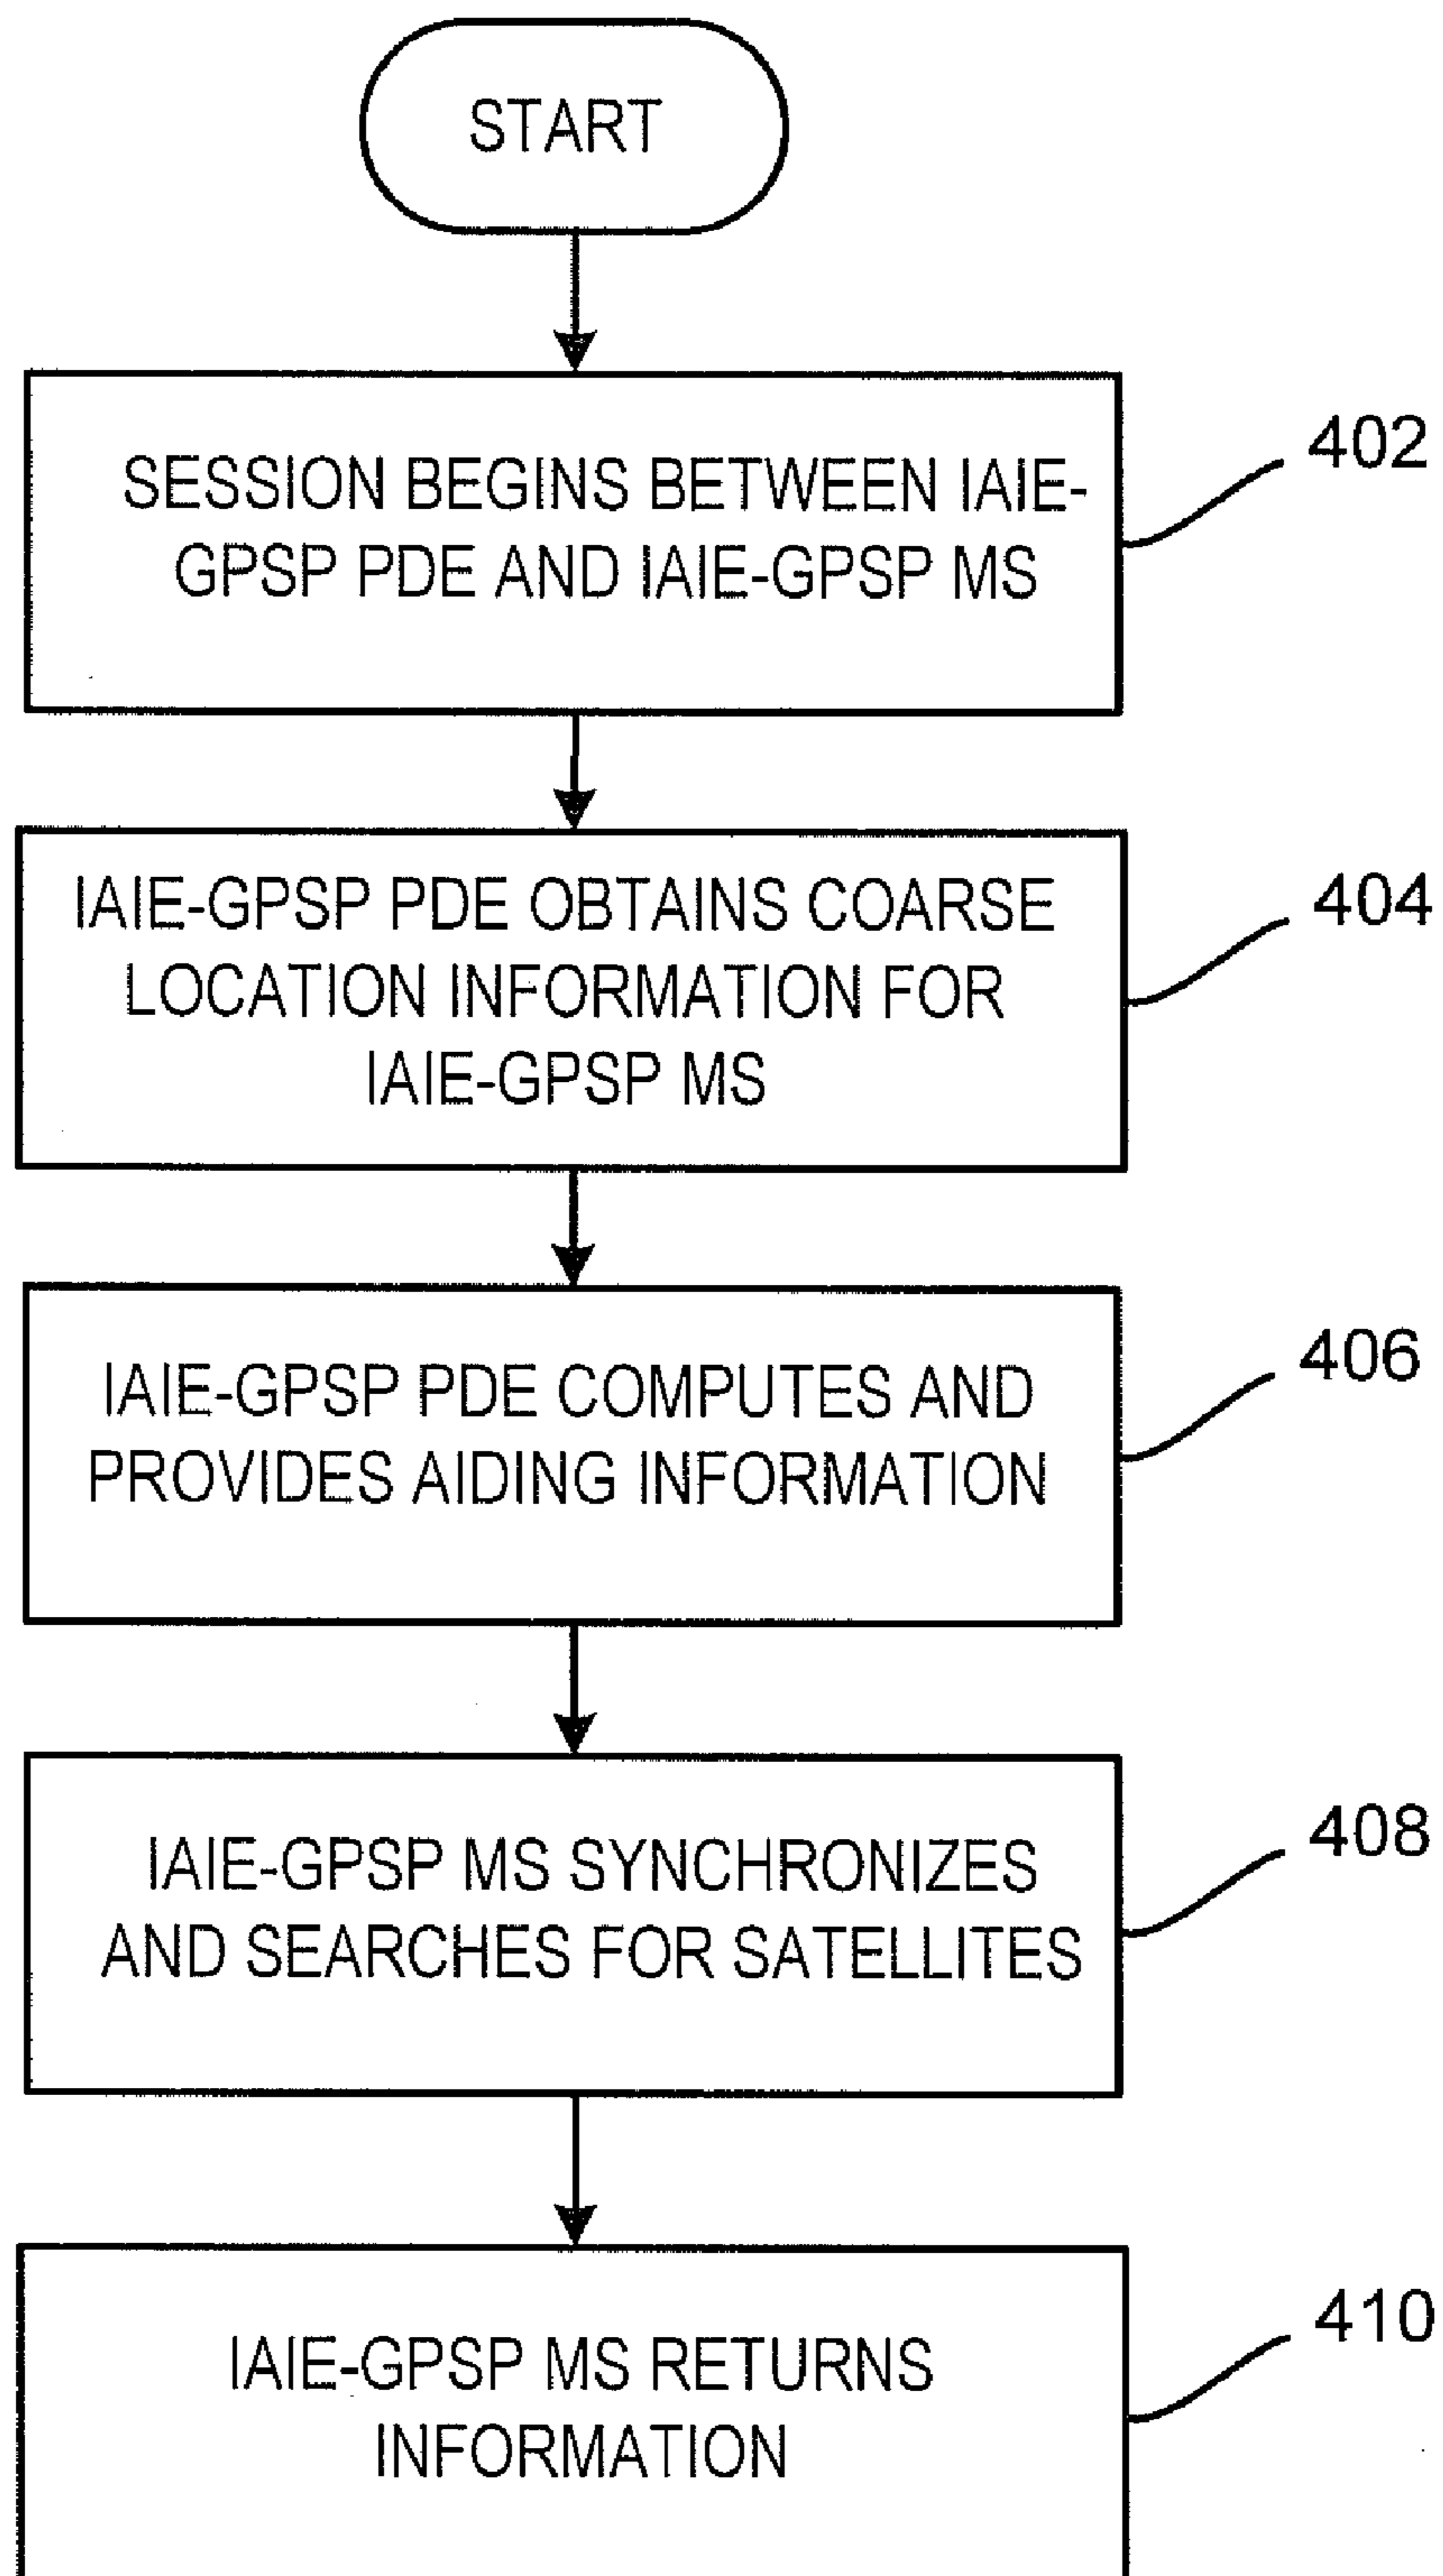 START
SESSION BEGINS BETWEEN IAIE-
GPSP PDE AND IAIE-GPSP MS
402
IAIE-GPSP PDE OBTAINS COARSE
LOCATION INFORMATION FOR
IAIE-GPSP MS
404
IAIE-GPSP PDE COMPUTES AND
PROVIDES AIDING INFORMATION
406
IAIE-GPSP MS SYNCHRONIZES
AND SEARCHES FOR SATELLITES
408
IAIE-GPSP MS RETURNS
INFORMATION
410